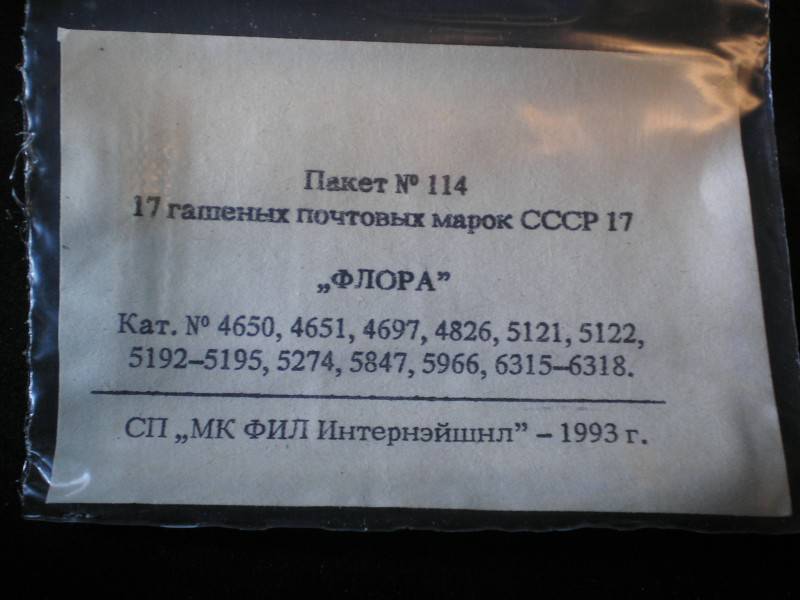 Пакет № 114
17 гашеных почтовых марок СССР 17
„ФЛОРА”
Кат. № 4650, 4651, 4697, 4826, 5121, 5122,
5192–5195, 5274, 5847, 5966, 6315–6318.
СП „МК ФИЛ Интернэйшнл” – 1993 г.